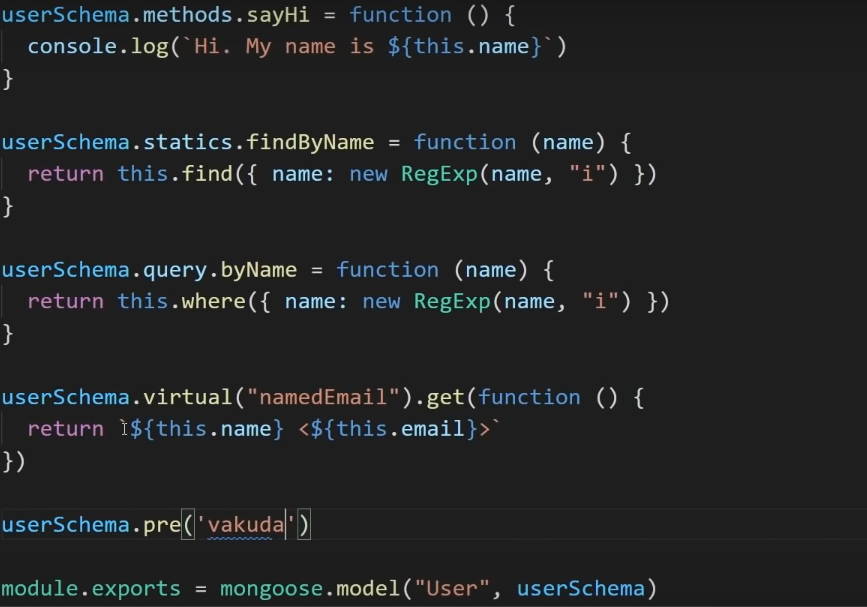 userSchema.methods.sayHi = function () {
  console.log(`Hi. My name is ${this.name}`)
}
userSchema.statics.findByName = function (name) {
  return this.find({ name: new RegExp(name, "i") })
}
userSchema.query.byName = function (name) {
  return this.where({ name: new RegExp(name, "i") })
}
userSchema.virtual("namedEmail").get(function () {
  return `${this.name} <${this.email}>`
})
userSchema.pre('vakuda')
module.exports = mongoose.model("User", userSchema)